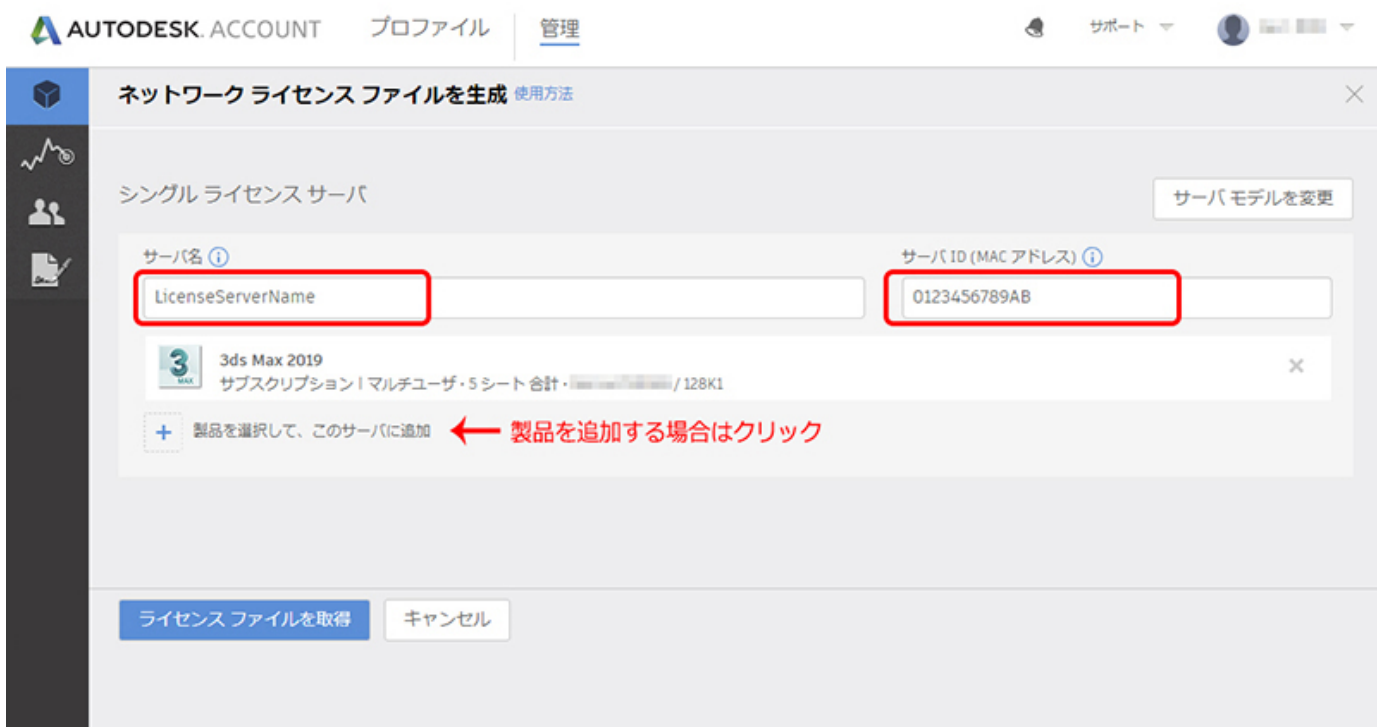 AUTODESK. ACCOUNT プロファイル 管理 サポート
ネットワーク ライセンス ファイルを生成 使用方法
シングル ライセンス サーバ
サーバ モデルを変更
サーバ名
サーバ ID (MAC アドレス)
LicenseServerName
0123456789AB
3
MAX
3ds Max 2019
サブスクリプション | マルチユーザ・5 シート 合計・ / 128K1
+ 製品を選択して、このサーバに追加 ← 製品を追加する場合はクリック
ライセンス ファイルを取得 キャンセル